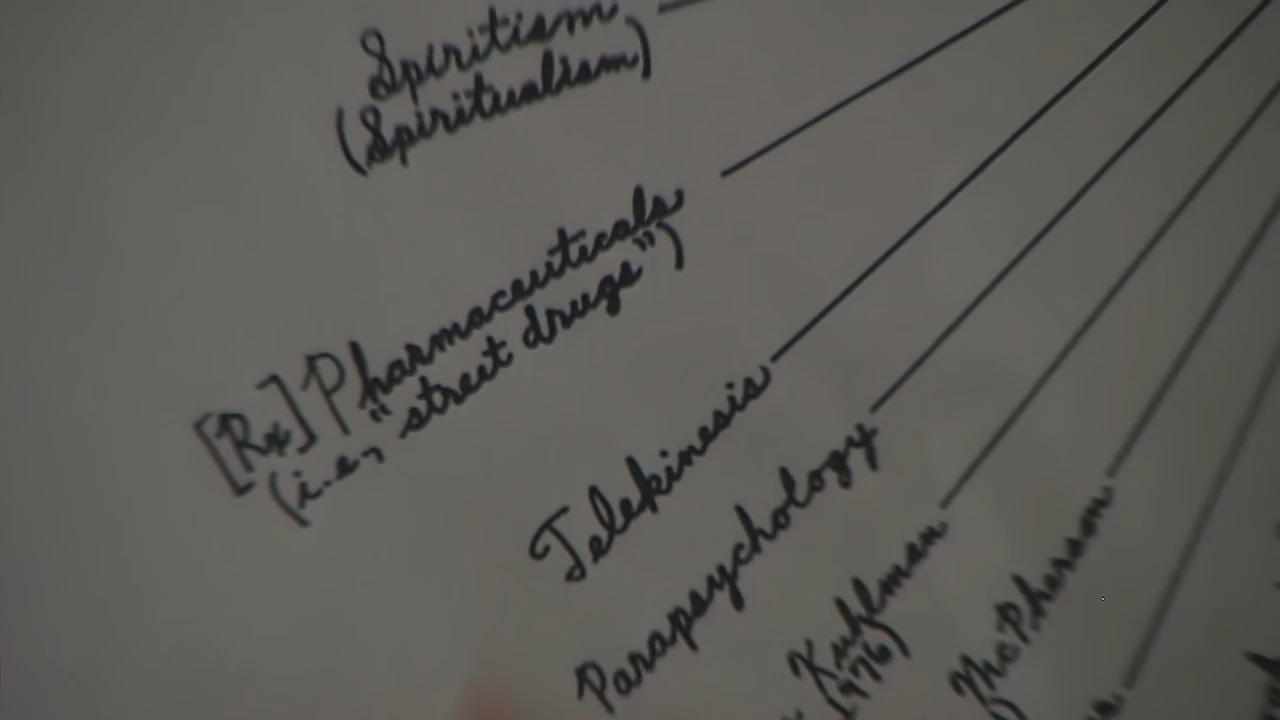 Spiritism
(Spiritualism)
[Rx] Pharmaceuticals
(i.e., "street drugs")
Telekinesis
Parapsychology
Kuhlman
1976)
McPherson